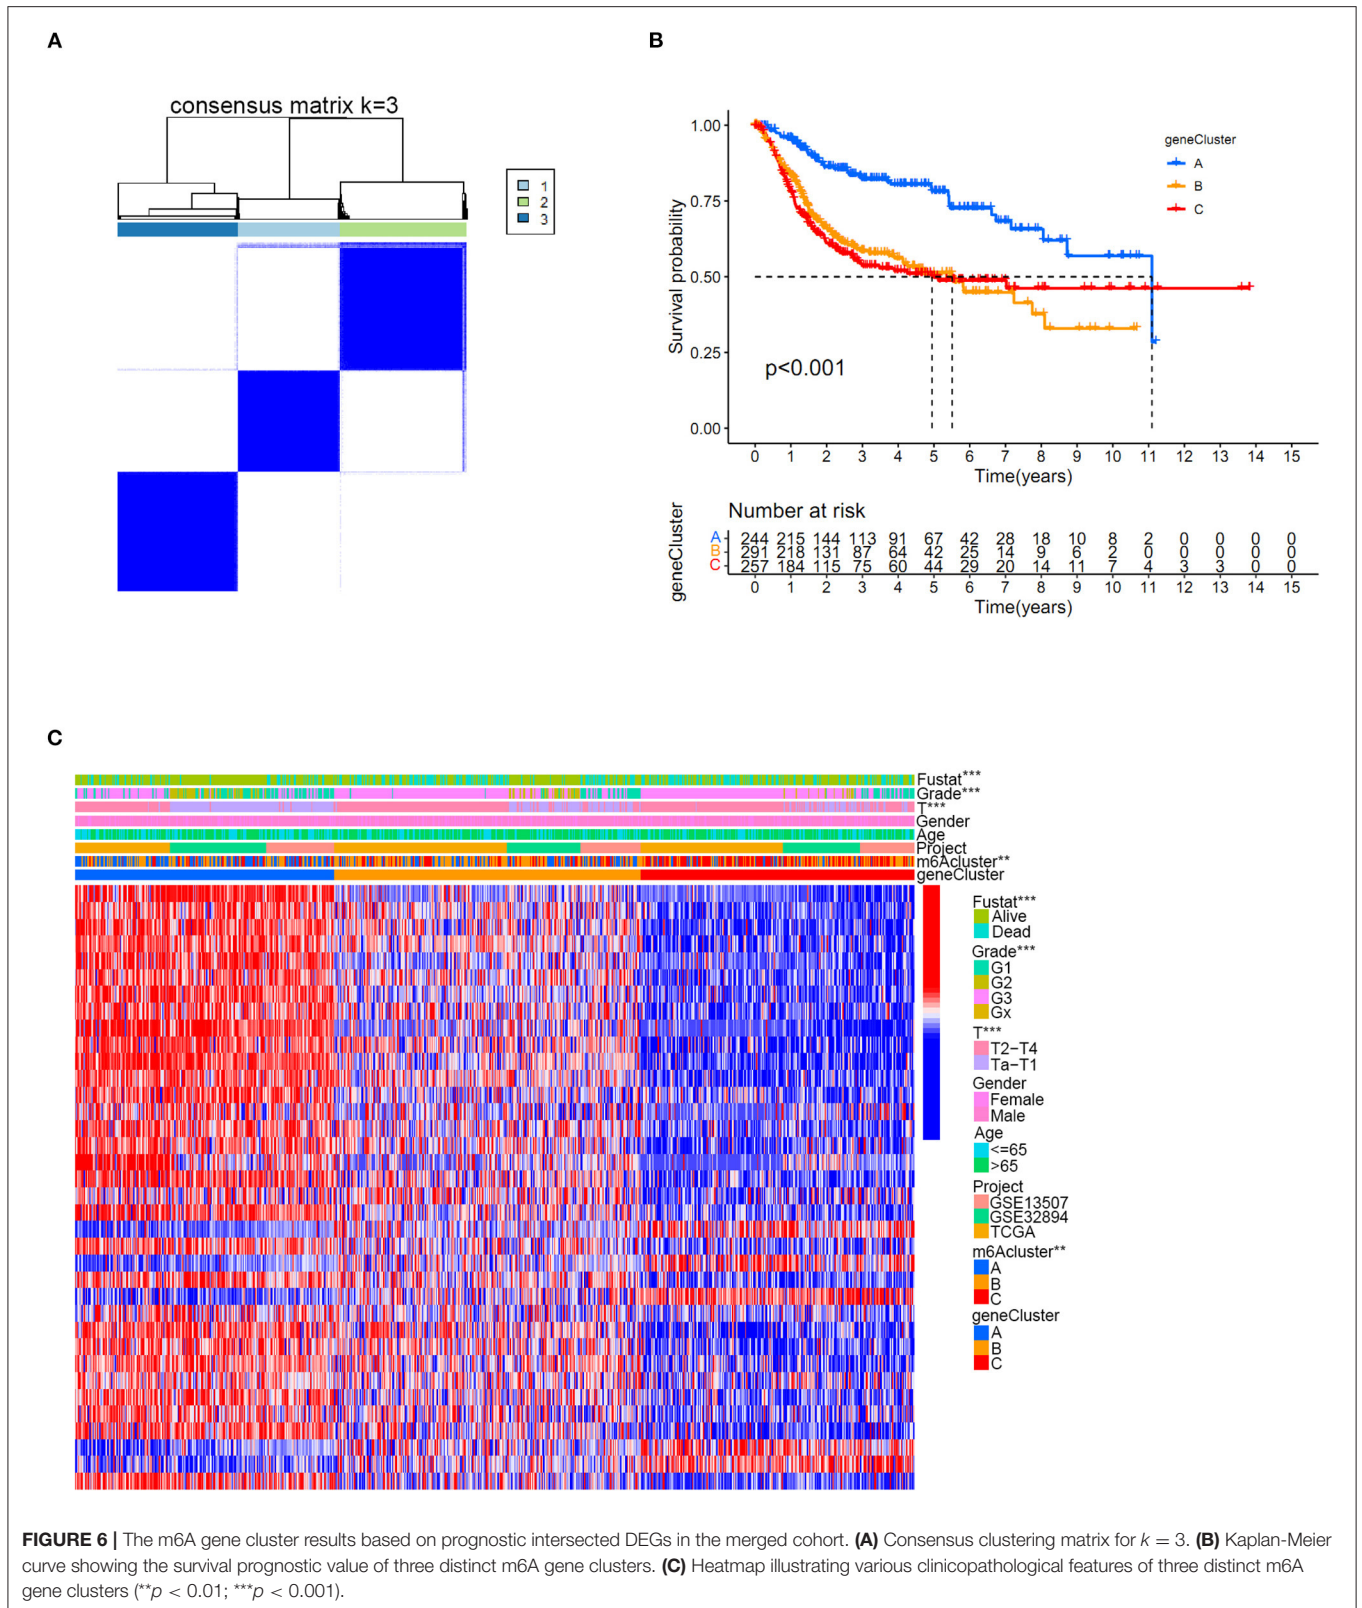 A
consensus matrix k=3
1
2
3
B
Survival probability
1.00
0.75
0.50
0.25
0.00
p<0.001
geneCluster
A
B
C
0 1 2 3 4 5 6 7 8 9 10 11 12 13 14 15
Time(years)
geneCluster
Number at risk
A 244 215 144 113 91 67 42 28 18 10 8 2 0 0 0 0
B 291 218 131 87 64 42 25 14 9 6 2 0 0 0 0 0
C 257 184 115 75 60 44 29 20 14 11 7 4 3 3 0 0
0 1 2 3 4 5 6 7 8 9 10 11 12 13 14 15
Time(years)
C
Fustat***
Grade***
T***
Gender
Age
Project
m6Acluster**
geneCluster
Fustat***
Alive
Dead
Grade***
G1
G2
G3
Gx
T***
T2−T4
Ta−T1
Gender
Female
Male
Age
<=65
>65
Project
GSE13507
GSE32894
TCGA
m6Acluster**
A
B
C
geneCluster
A
B
C
FIGURE 6 | The m6A gene cluster results based on prognostic intersected DEGs in the merged cohort. (A) Consensus clustering matrix for k = 3. (B) Kaplan-Meier
curve showing the survival prognostic value of three distinct m6A gene clusters. (C) Heatmap illustrating various clinicopathological features of three distinct m6A
gene clusters (**p < 0.01; ***p < 0.001).